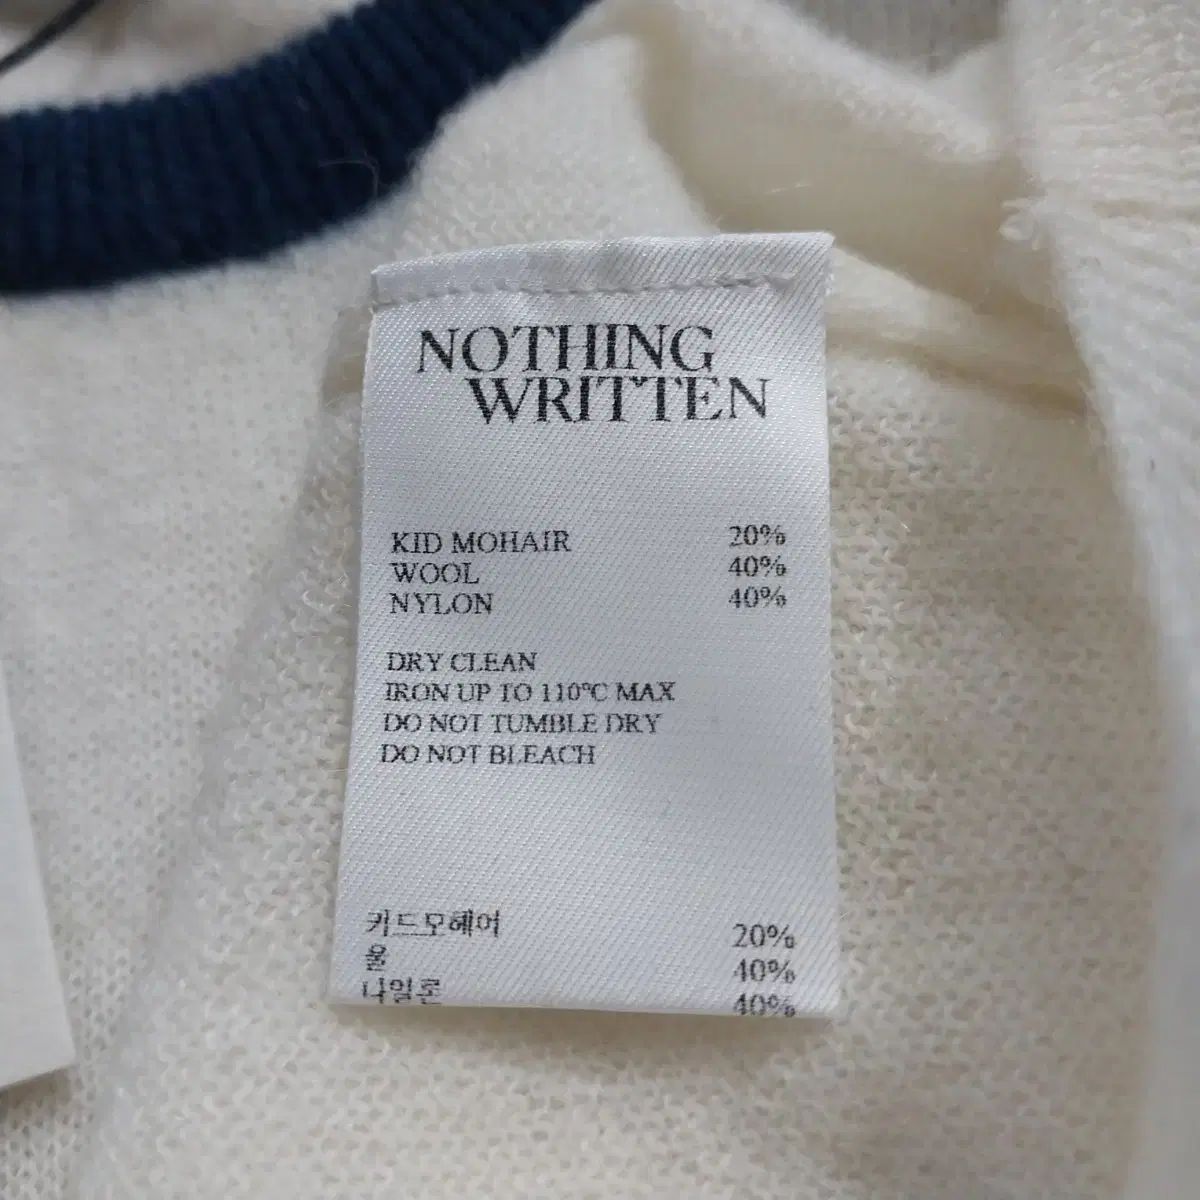 NOTHING
WRITTEN
KID MOHAIR 20%
WOOL 40%
NYLON 40%
DRY CLEAN
IRON UP TO 110°C MAX
DO NOT TUMBLE DRY
DO NOT BLEACH
키드모헤어 20%
울 40%
나일론 40%